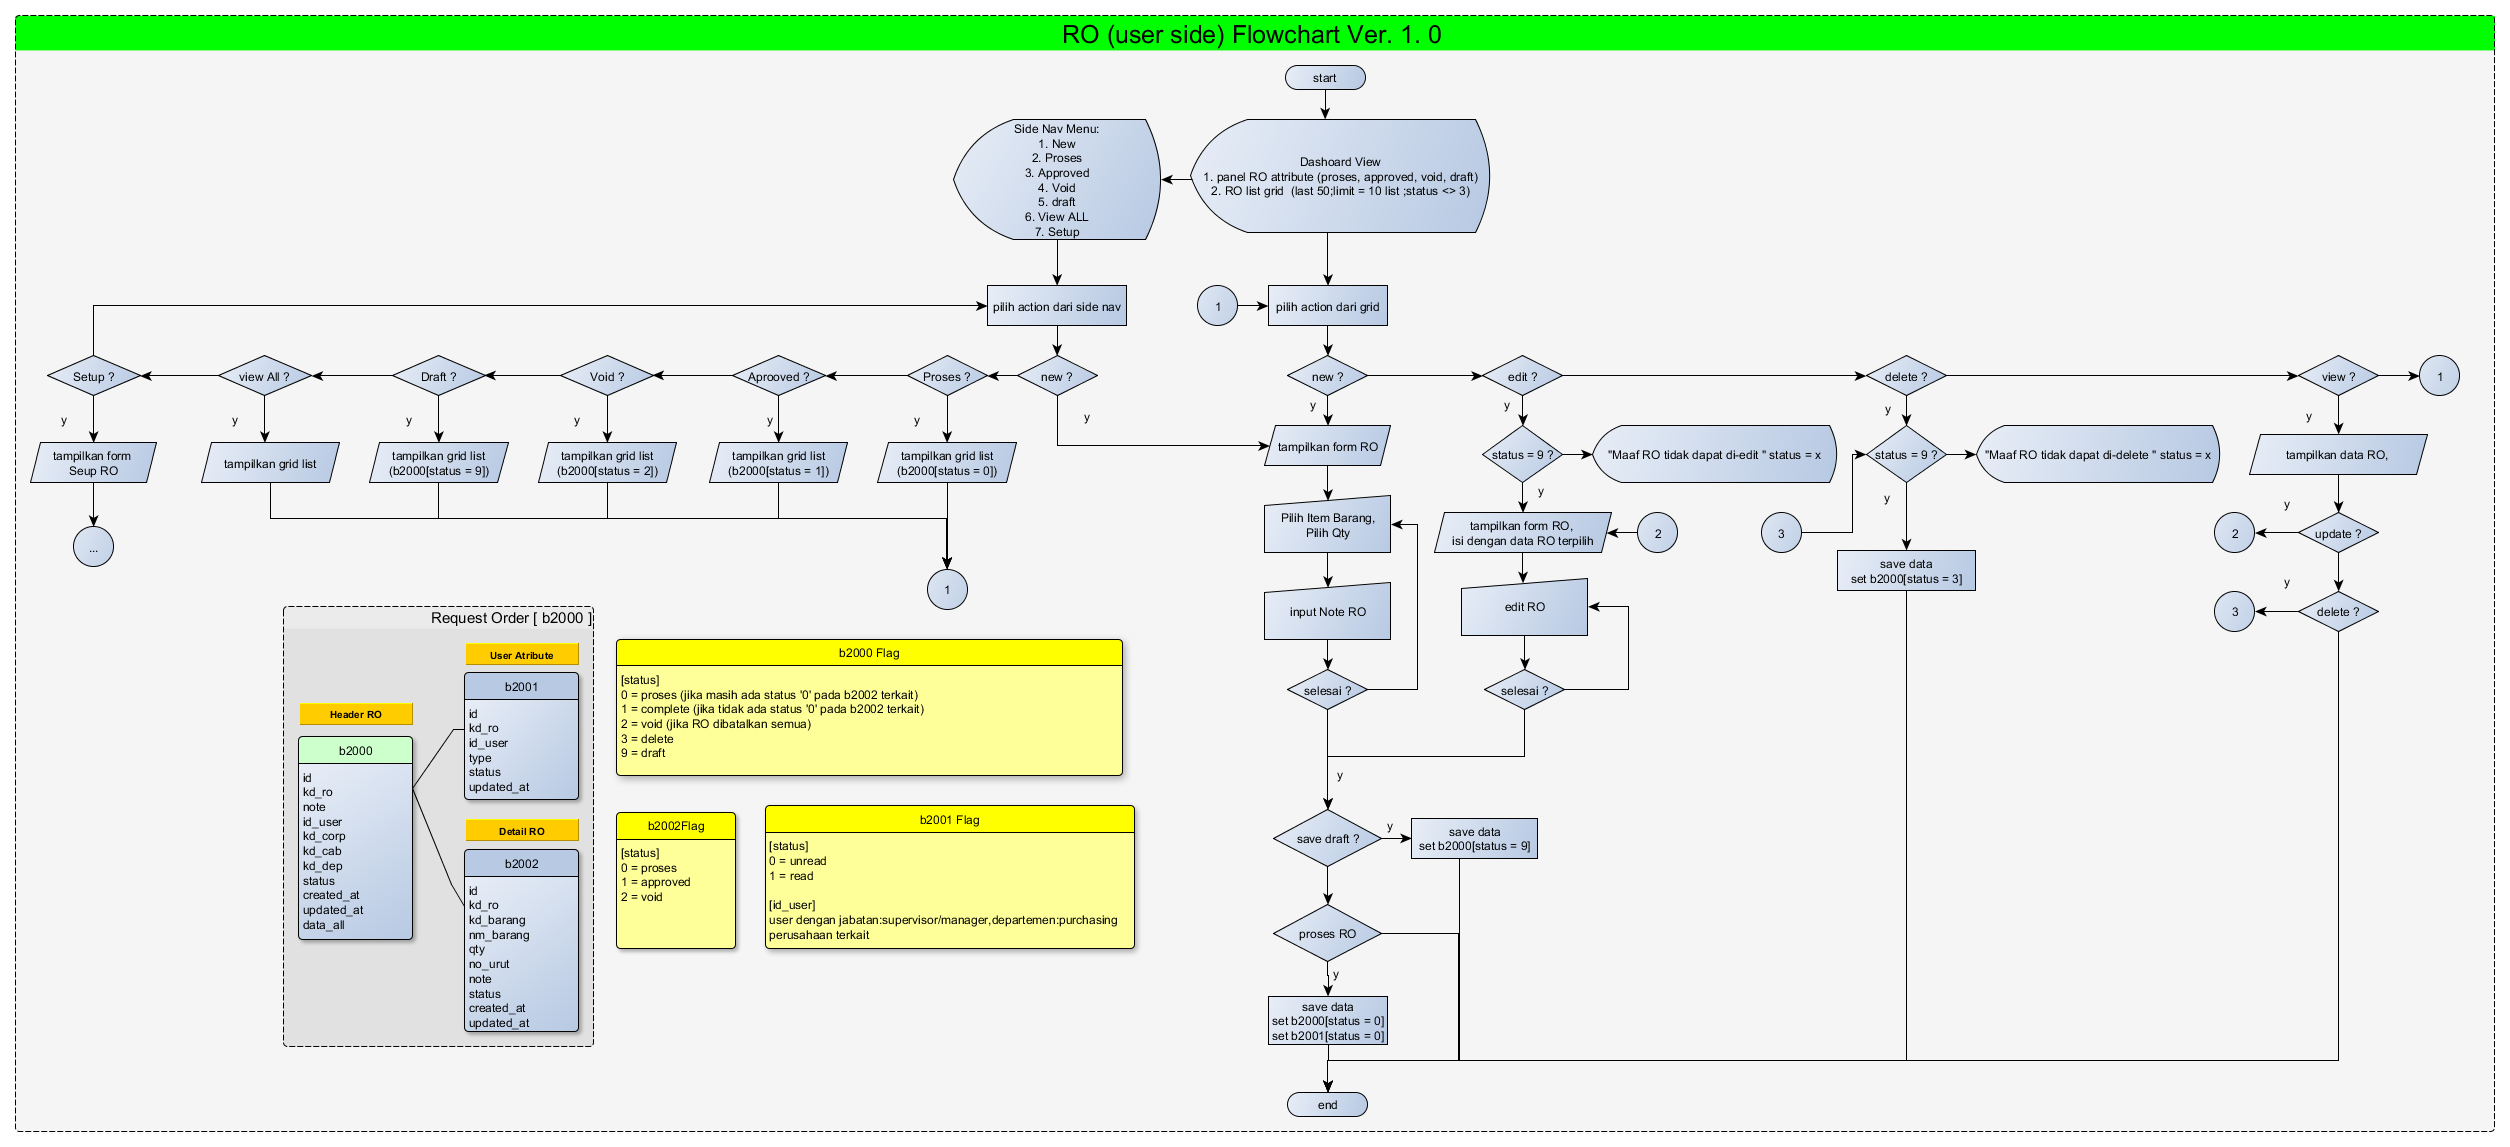 RO (user side) Flowchart Ver. 1. 0
start
Side Nav Menu:
1. New
2. Proses
3. Approved
4. Void
5. draft
6. View ALL
7. Setup
Dashoard View
1. panel RO attribute (proses, approved, void, draft)
2. RO list grid (last 50;limit = 10 list ;status <> 3)
pilih action dari side nav
1
pilih action dari grid
Setup ?
view All ?
Draft ?
Void ?
Aprooved ?
Proses ?
new ?
new ?
edit ?
delete ?
view ?
1
y
y
y
y
y
y
y
y
y
y
y
tampilkan form
Seup RO
tampilkan grid list
tampilkan grid list
(b2000[status = 9])
tampilkan grid list
(b2000[status = 2])
tampilkan grid list
(b2000[status = 1])
tampilkan grid list
(b2000[status = 0])
tampilkan form RO
status = 9 ?
"Maaf RO tidak dapat di-edit " status = x
status = 9 ?
"Maaf RO tidak dapat di-delete " status = x
tampilkan data RO,
y
y
y
...
1
Pilih Item Barang,
Pilih Qty
tampilkan form RO,
isi dengan data RO terpilih
2
3
2
update ?
save data
set b2000[status = 3]
y
input Note RO
edit RO
3
delete ?
selesai ?
selesai ?
y
save draft ?
y
save data
set b2000[status = 9]
proses RO
y
save data
set b2000[status = 0]
set b2001[status = 0]
end
Request Order [ b2000 ]
User Atribute
b2001
id
kd_ro
id_user
type
status
updated_at
Header RO
b2000
id
kd_ro
note
id_user
kd_corp
kd_cab
kd_dep
status
created_at
updated_at
data_all
Detail RO
b2002
id
kd_ro
kd_barang
nm_barang
qty
no_urut
note
status
created_at
updated_at
b2000 Flag
[status]
0 = proses (jika masih ada status '0' pada b2002 terkait)
1 = complete (jika tidak ada status '0' pada b2002 terkait)
2 = void (jika RO dibatalkan semua)
3 = delete
9 = draft
b2002Flag
[status]
0 = proses
1 = approved
2 = void
b2001 Flag
[status]
0 = unread
1 = read
[id_user]
user dengan jabatan:supervisor/manager,departemen:purchasing
perusahaan terkait